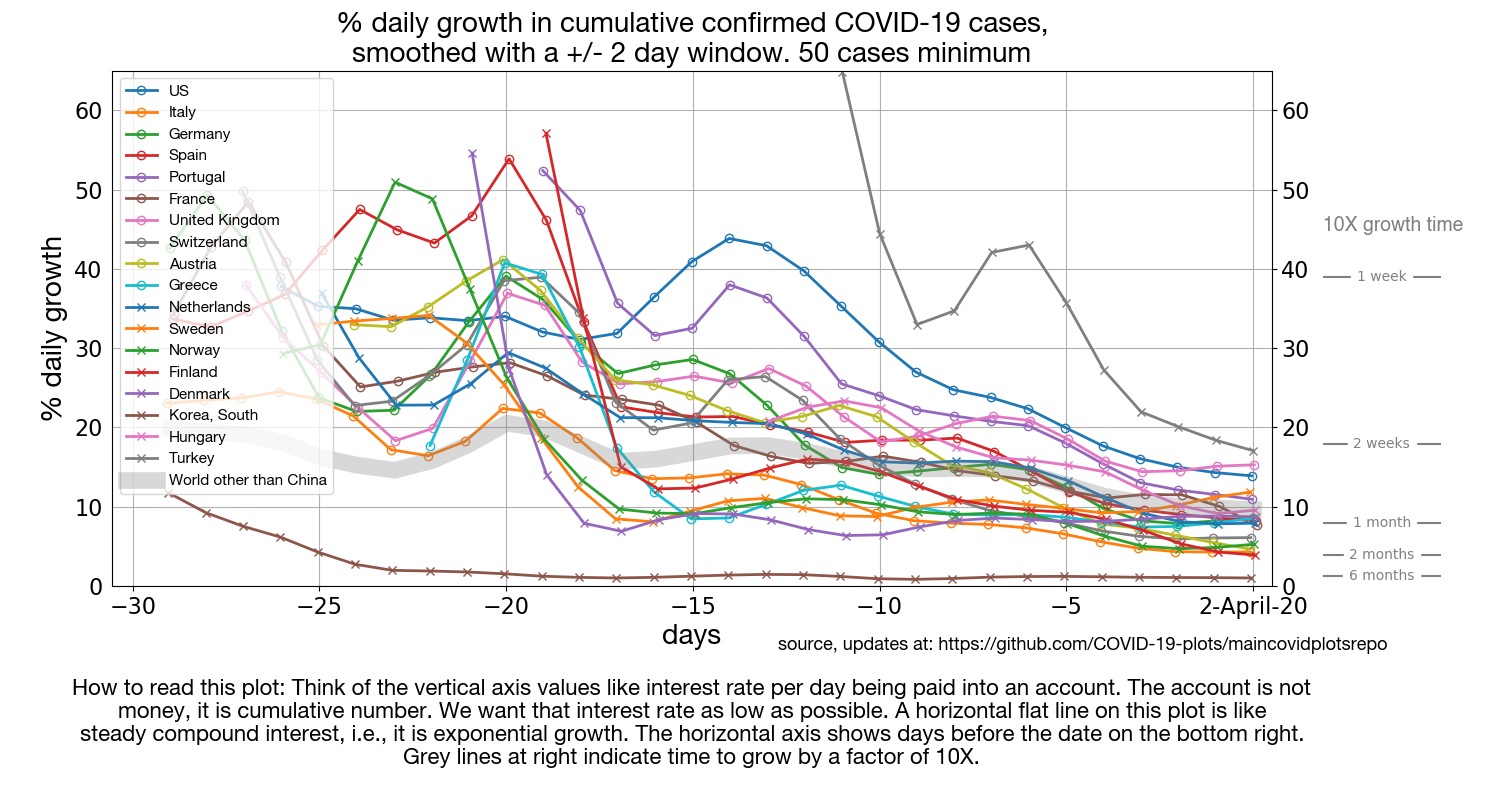 % daily growth in cumulative confirmed COVID-19 cases,
smoothed with a +/- 2 day window. 50 cases minimum
% daily growth
60
50
40
30
20
10
0
US
Italy
Germany
Spain
Portugal
France
United Kingdom
Switzerland
Austria
Greece
Netherlands
Sweden
Norway
Finland
Denmark
Korea, South
Hungary
Turkey
World other than China
60
50
40
30
20
10
0
10X growth time
1 week
2 weeks
1 month
2 months
6 months
−30 −25 −20 −15 −10 −5 2-April-20
days
source, updates at: https://github.com/COVID-19-plots/maincovidplotsrepo
How to read this plot: Think of the vertical axis values like interest rate per day being paid into an account. The account is not
money, it is cumulative number. We want that interest rate as low as possible. A horizontal flat line on this plot is like
steady compound interest, i.e., it is exponential growth. The horizontal axis shows days before the date on the bottom right.
Grey lines at right indicate time to grow by a factor of 10X.